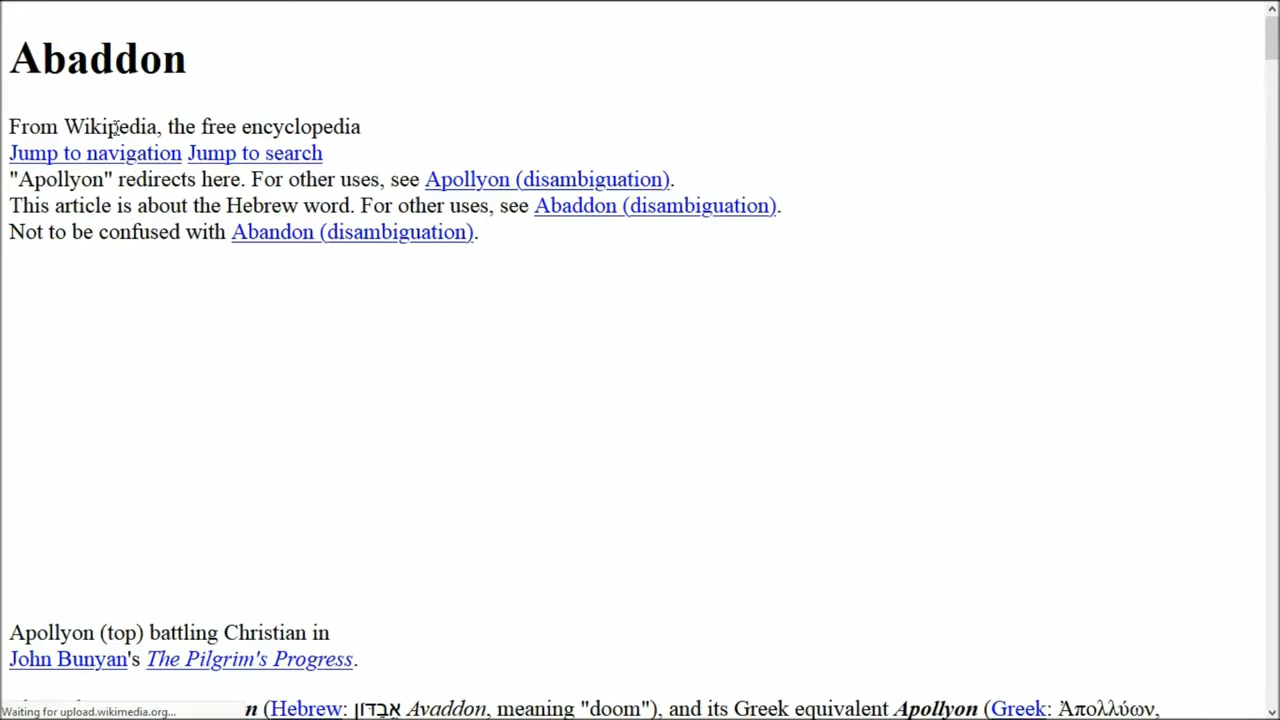 Abaddon
From Wikipedia, the free encyclopedia
Jump to navigation Jump to search
"Apollyon" redirects here. For other uses, see Apollyon (disambiguation).
This article is about the Hebrew word. For other uses, see Abaddon (disambiguation).
Not to be confused with Abandon (disambiguation).
Apollyon (top) battling Christian in
John Bunyan's The Pilgrim's Progress.
n (Hebrew: אֲבַדּוֹן Avaddon, meaning "doom"), and its Greek equivalent Apollyon (Greek: Ἀπολλύων,
Waiting for upload.wikimedia.org...